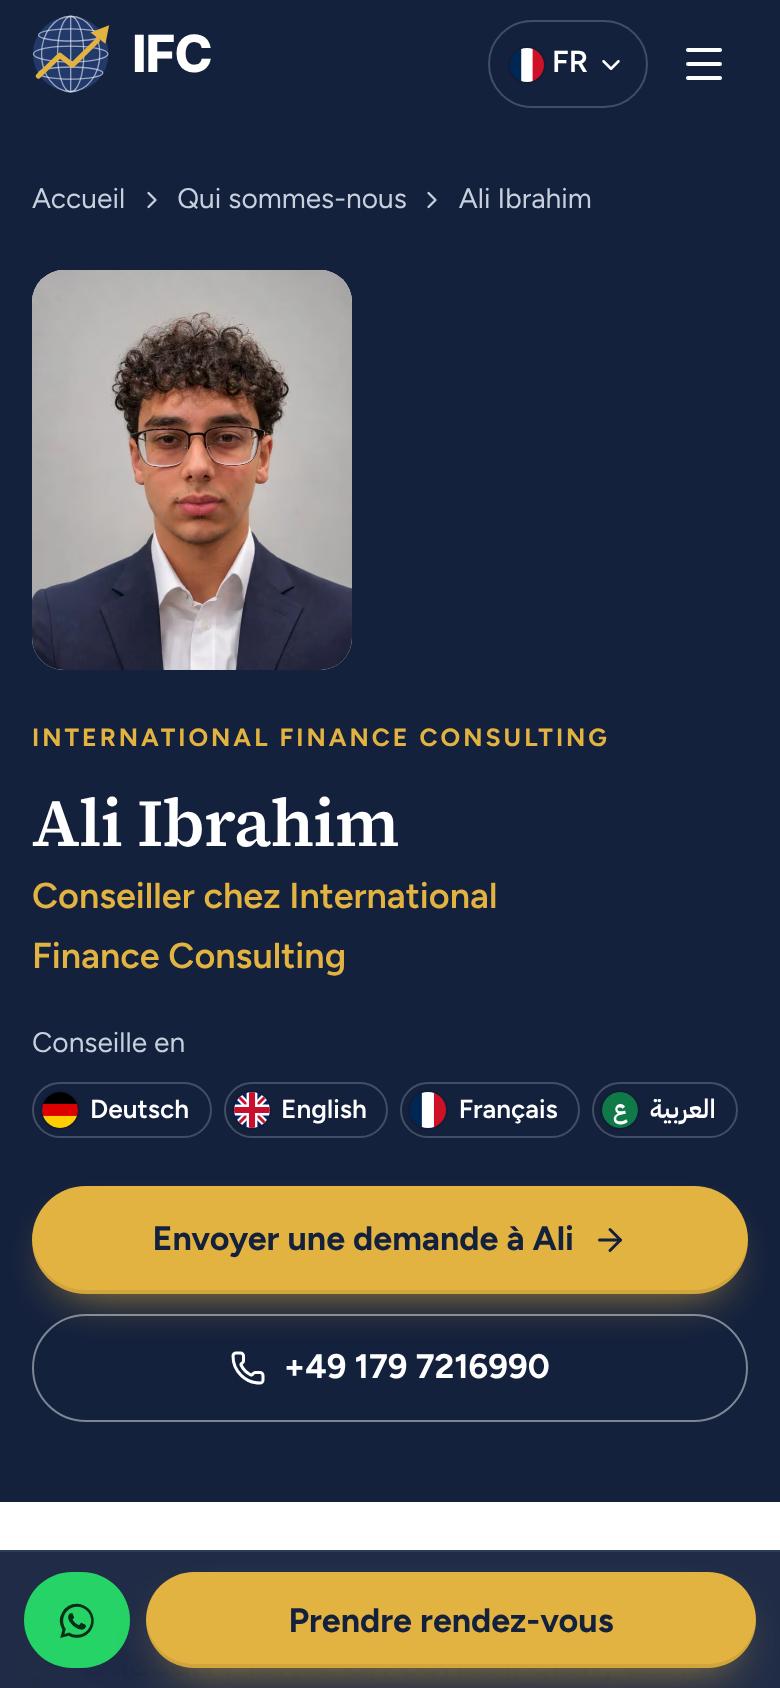 IFC
FR
Accueil > Qui sommes-nous > Ali Ibrahim
INTERNATIONAL FINANCE CONSULTING
Ali Ibrahim
Conseiller chez International
Finance Consulting
Conseille en
Deutsch
English
Français
ع العربية
Envoyer une demande à Ali →
+49 179 7216990
Prendre rendez-vous